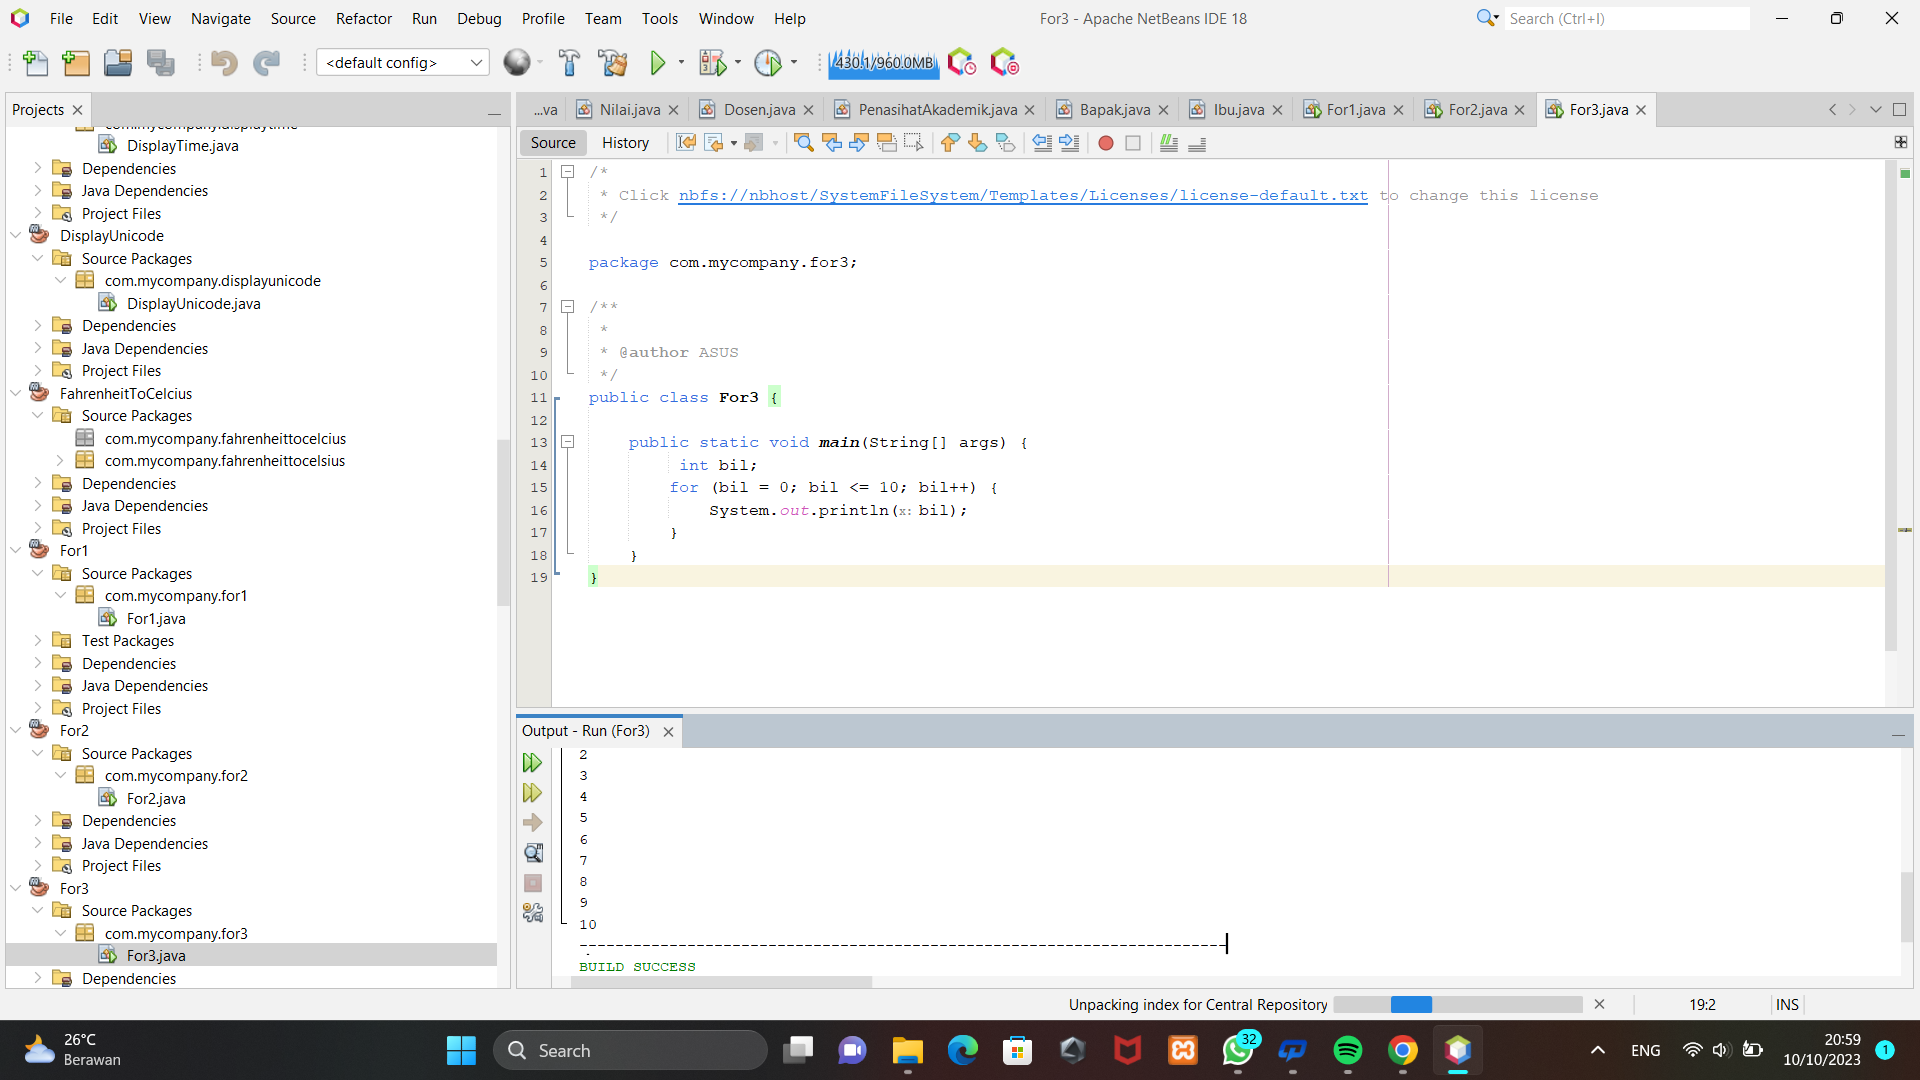 File Edit View Navigate Source Refactor Run Debug Profile Team Tools Window Help
For3 - Apache NetBeans IDE 18
Search (Ctrl+I)
<default config>
430.1/960.0MB
Projects
...va Nilai.java Dosen.java PenasihatAkademik.java Bapak.java Ibu.java For1.java For2.java For3.java
Source History
com.mycompany.displaytime
DisplayTime.java
Dependencies
Java Dependencies
Project Files
DisplayUnicode
Source Packages
com.mycompany.displayunicode
DisplayUnicode.java
Dependencies
Java Dependencies
Project Files
FahrenheitToCelcius
Source Packages
com.mycompany.fahrenheittocelcius
com.mycompany.fahrenheittocelsius
Dependencies
Java Dependencies
Project Files
For1
Source Packages
com.mycompany.for1
For1.java
Test Packages
Dependencies
Java Dependencies
Project Files
For2
Source Packages
com.mycompany.for2
For2.java
Dependencies
Java Dependencies
Project Files
For3
Source Packages
com.mycompany.for3
For3.java
Dependencies
1 /*
2 * Click nbfs://nbhost/SystemFileSystem/Templates/Licenses/license-default.txt to change this license
3 */
4
5 package com.mycompany.for3;
6
7 /**
8 *
9 * @author ASUS
10 */
11 public class For3 {
12
13 public static void main(String[] args) {
14 int bil;
15 for (bil = 0; bil <= 10; bil++) {
16 System.out.println(x: bil);
17 }
18 }
19 }
Output - Run (For3)
2
3
4
5
6
7
8
9
10
------------------------------------------------------------------------
BUILD SUCCESS
Unpacking index for Central Repository
19:2
INS
26°C
Berawan
Search
32
ENG
20:59
10/10/2023
1